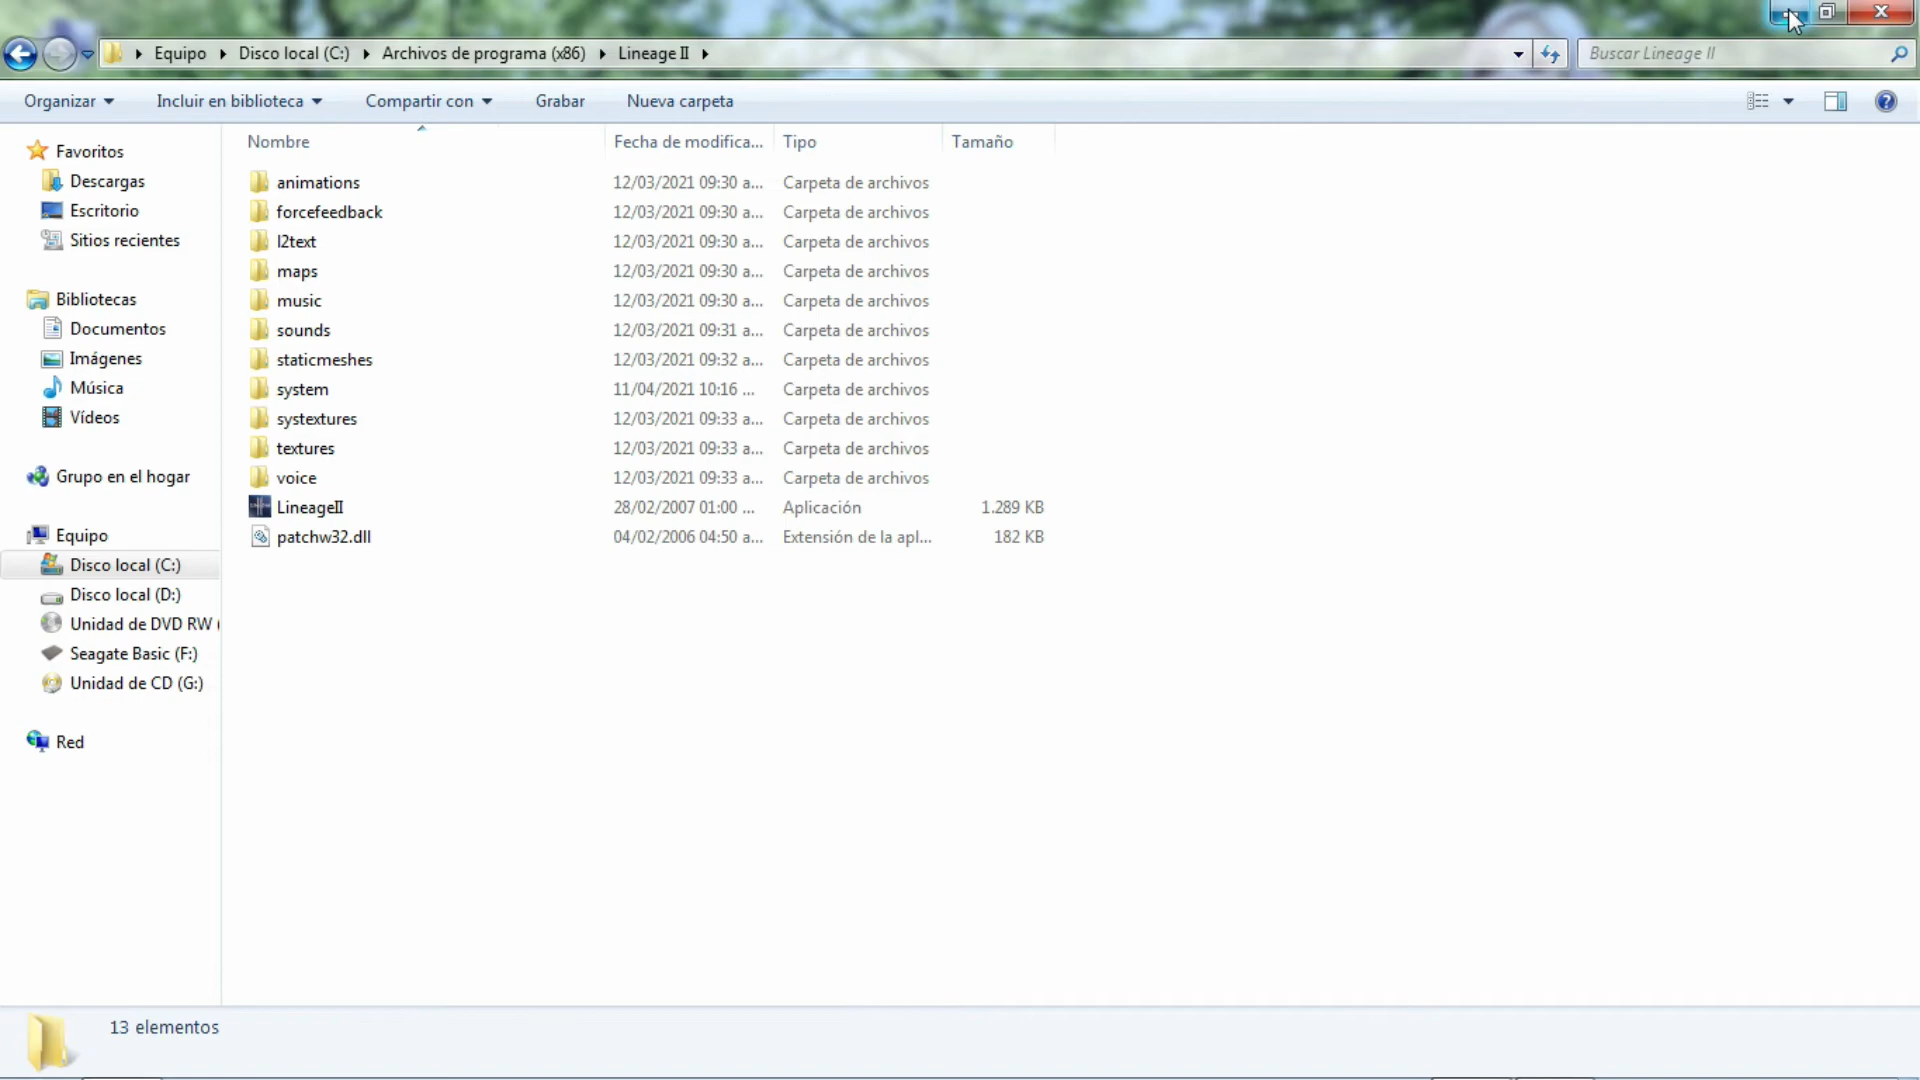 Equipo Disco local (C:) Archivos de programa (x86) Lineage II Buscar Lineage II
Organizar Incluir en biblioteca Compartir con Grabar Nueva carpeta
Favoritos
Descargas
Escritorio
Sitios recientes
Bibliotecas
Documentos
Imágenes
Música
Vídeos
Grupo en el hogar
Equipo
Disco local (C:)
Disco local (D:)
Unidad de DVD RW (
Seagate Basic (F:)
Unidad de CD (G:)
Red
Nombre Fecha de modifica... Tipo Tamaño
animations 12/03/2021 09:30 a... Carpeta de archivos
forcefeedback 12/03/2021 09:30 a... Carpeta de archivos
l2text 12/03/2021 09:30 a... Carpeta de archivos
maps 12/03/2021 09:30 a... Carpeta de archivos
music 12/03/2021 09:30 a... Carpeta de archivos
sounds 12/03/2021 09:31 a... Carpeta de archivos
staticmeshes 12/03/2021 09:32 a... Carpeta de archivos
system 11/04/2021 10:16 ... Carpeta de archivos
systextures 12/03/2021 09:33 a... Carpeta de archivos
textures 12/03/2021 09:33 a... Carpeta de archivos
voice 12/03/2021 09:33 a... Carpeta de archivos
LineageII 28/02/2007 01:00 ... Aplicación 1.289 KB
patchw32.dll 04/02/2006 04:50 a... Extensión de la apl... 182 KB
13 elementos